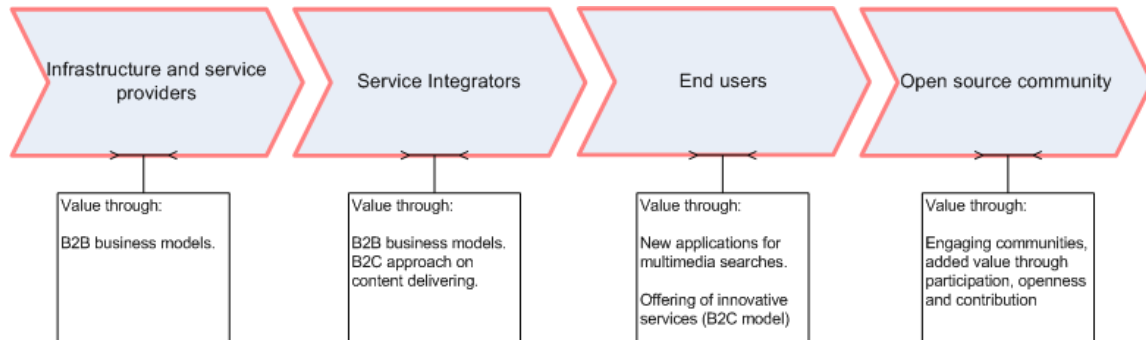 Infrastructure and service
providers
Service Integrators
End users
Open source community
Value through:
B2B business models.
Value through:
B2B business models.
B2C approach on
content delivering.
Value through:
New applications for
multimedia searches.
Offering of innovative
services (B2C model)
Value through:
Engaging communities,
added value through
participation, openness
and contribution